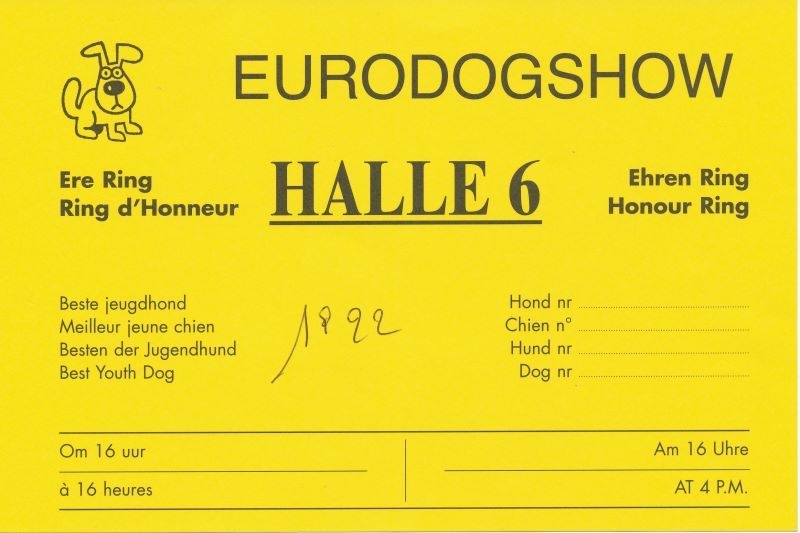 EURODOGSHOW
Ere Ring
Ring d'Honneur
HALLE 6
Ehren Ring
Honour Ring
Beste jeugdhond
Meilleur jeune chien
Besten der Jugendhund
Best Youth Dog
1822
Hond nr
Chien n°
Hund nr
Dog nr
Om 16 uur
à 16 heures
Am 16 Uhre
AT 4 P.M.